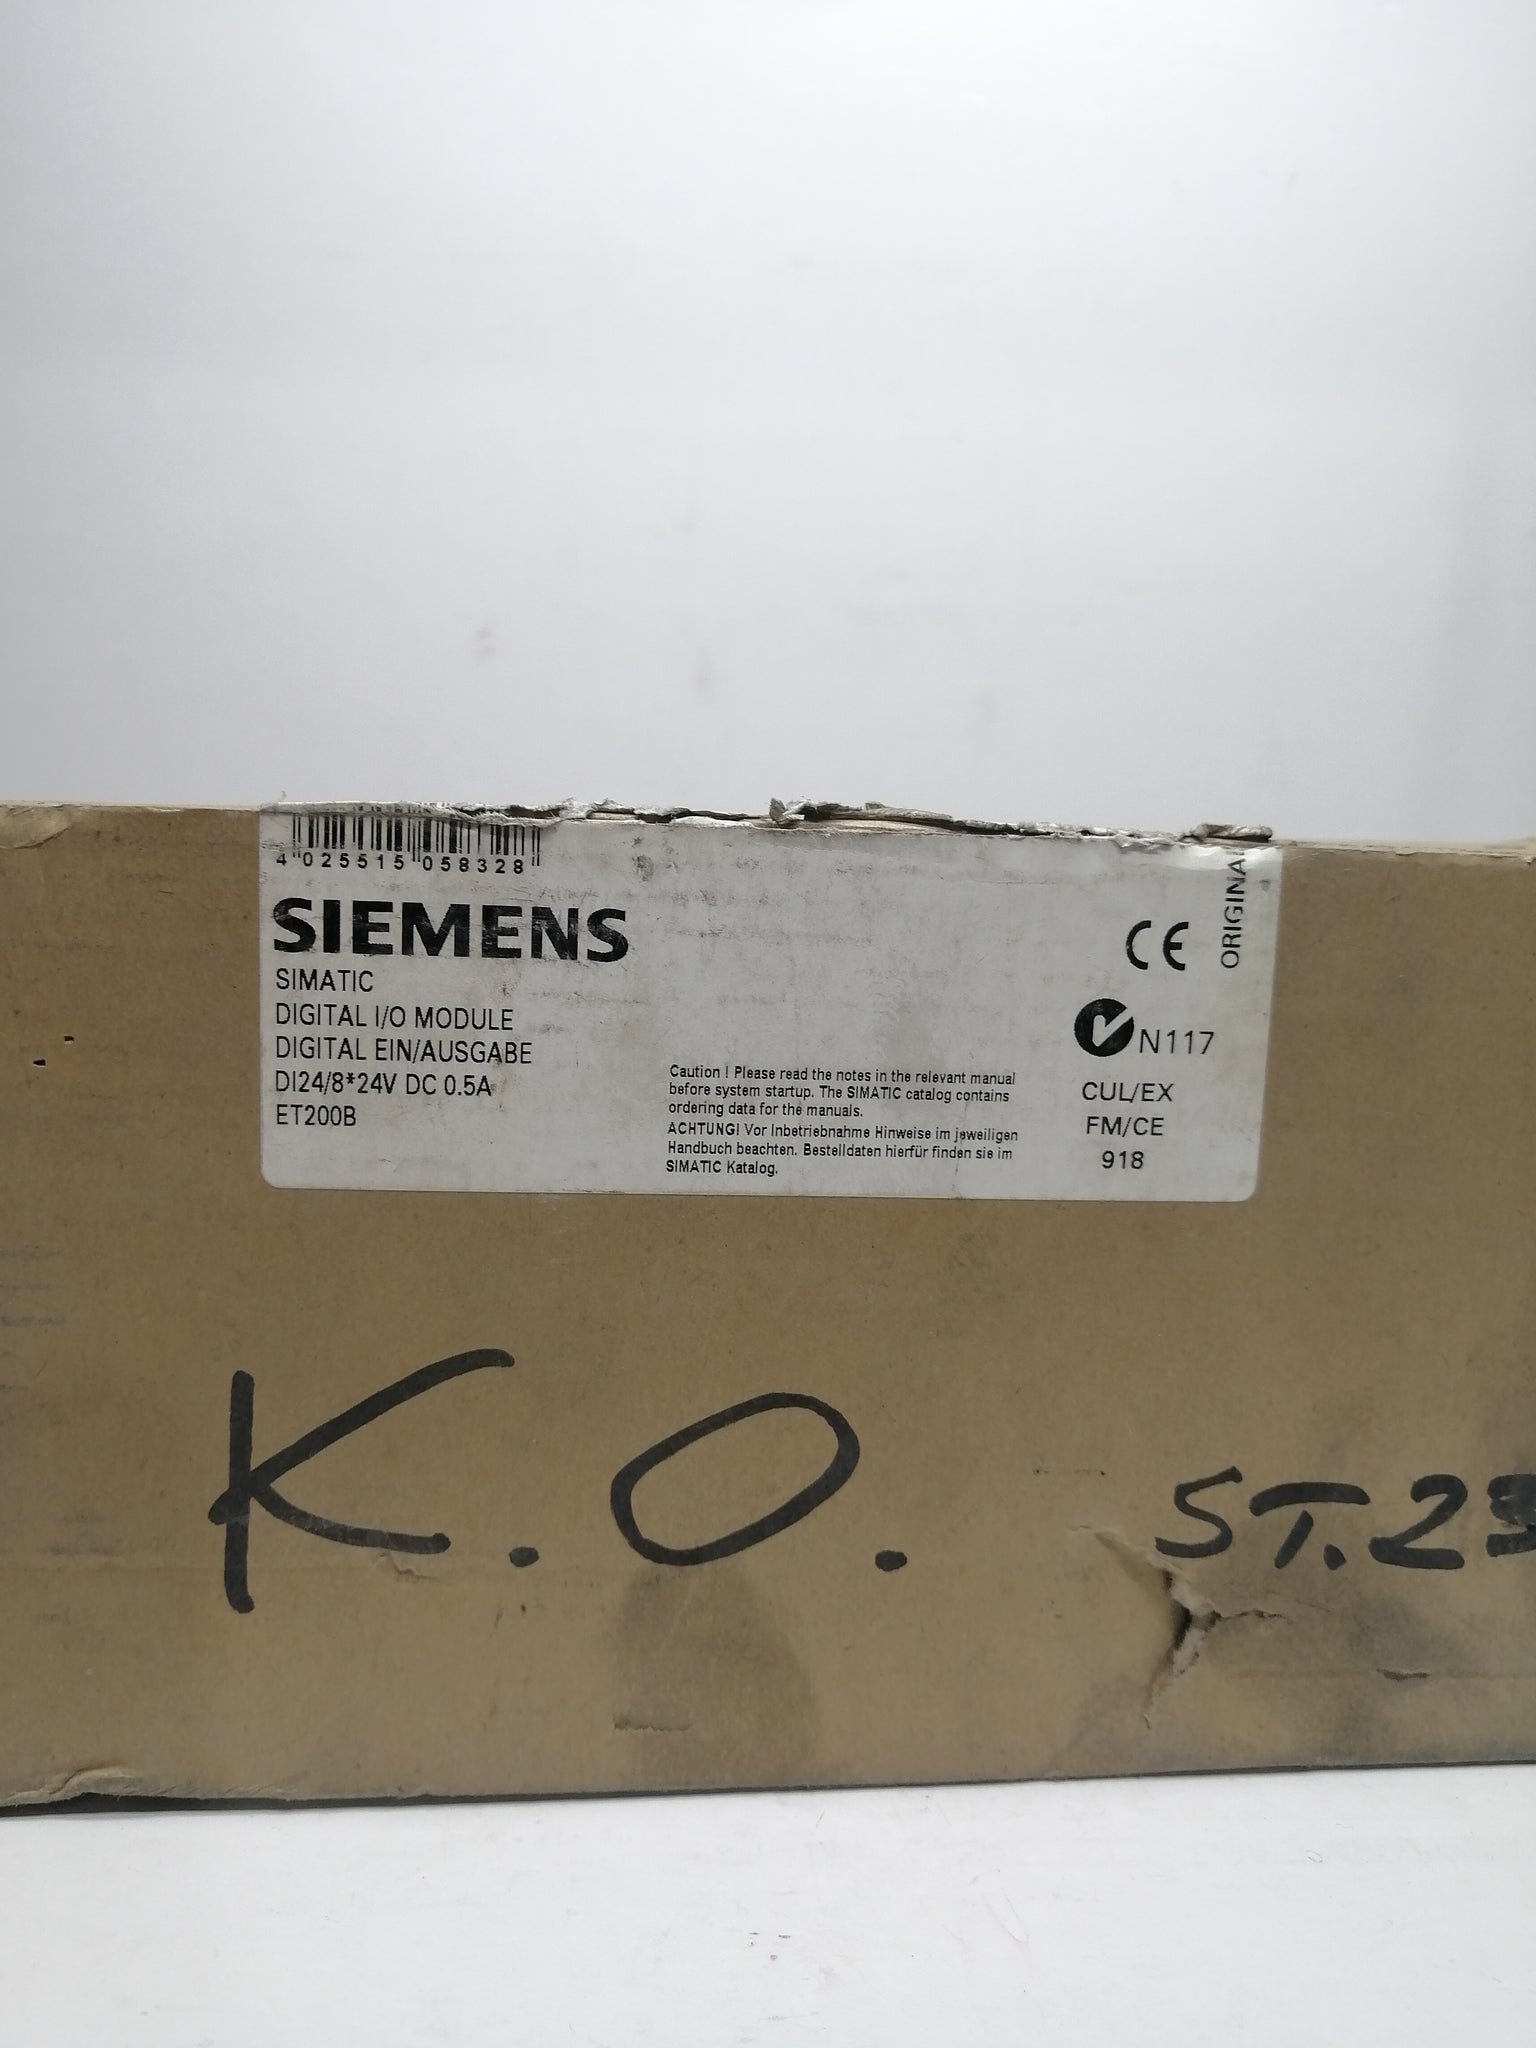 4 025515 058328
SIEMENS
SIMATIC
DIGITAL I/O MODULE
DIGITAL EIN/AUSGABE
DI24/8*24V DC 0.5A
ET200B
Caution ! Please read the notes in the relevant manual
before system startup. The SIMATIC catalog contains
ordering data for the manuals.
ACHTUNG! Vor Inbetriebnahme Hinweise im jeweiligen
Handbuch beachten. Bestelldaten hierfür finden sie im
SIMATIC Katalog.
CE
ORIGINA
N117
CUL/EX
FM/CE
918
K.O.
ST.23